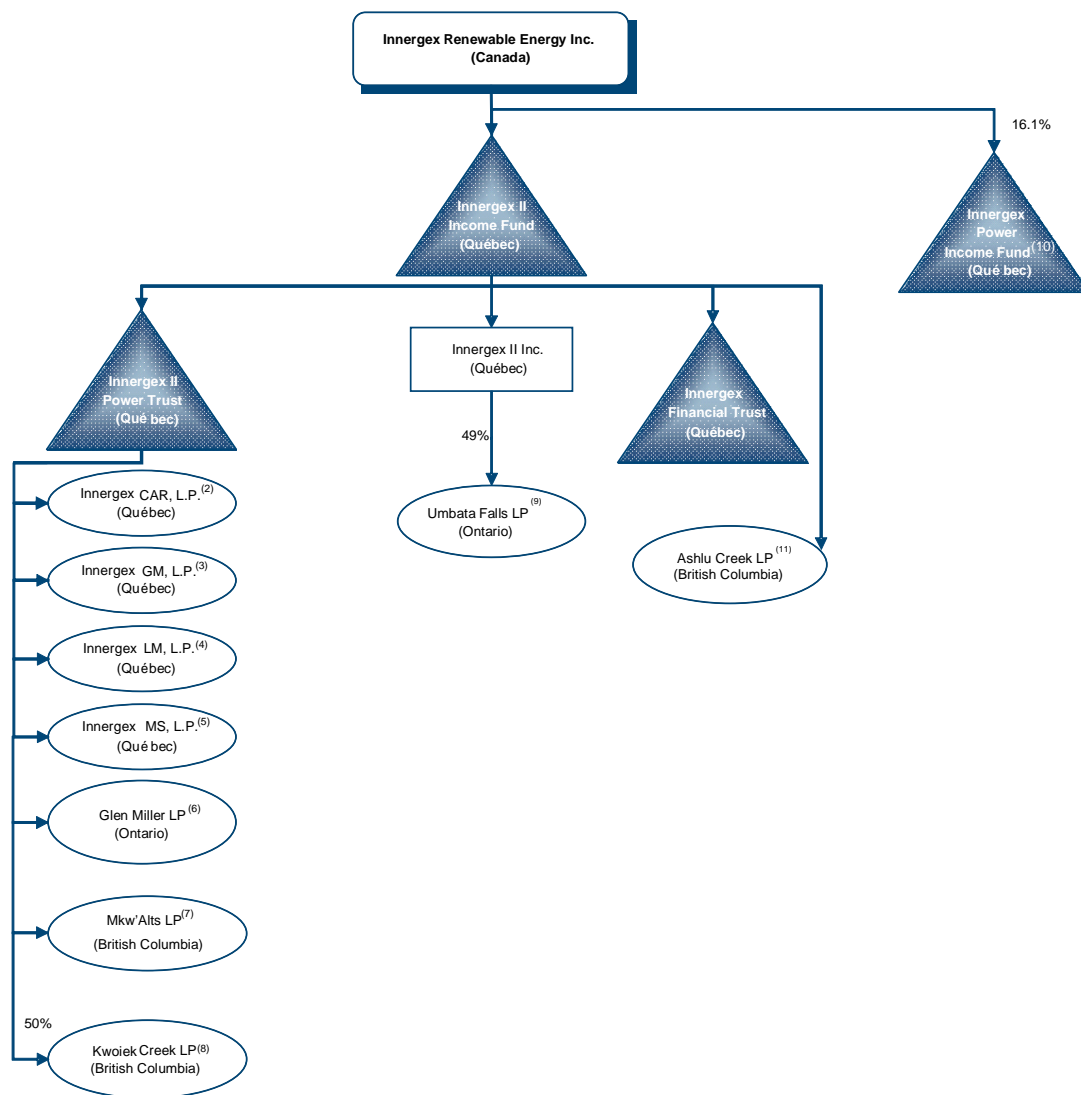 Innergex Renewable Energy Inc.
(Canada)
16.1%
Innergex II
Income Fund
(Québec)
Innergex
Power
Income Fund(10)
(Qué bec)
Innergex II
Power Trust
(Qué bec)
Innergex II Inc.
(Québec)
Innergex
Financial Trust
(Québec)
49%
Innergex CAR, L.P.(2)
(Québec)
Umbata Falls LP (9)
(Ontario)
Ashlu Creek LP (11)
(British Columbia)
Innergex GM, L.P.(3)
(Québec)
Innergex LM, L.P.(4)
(Québec)
Innergex MS, L.P.(5)
(Qué bec)
Glen Miller LP (6)
(Ontario)
Mkw'Alts LP(7)
(British Columbia)
50%
Kwoiek Creek LP(8)
(British Columbia)